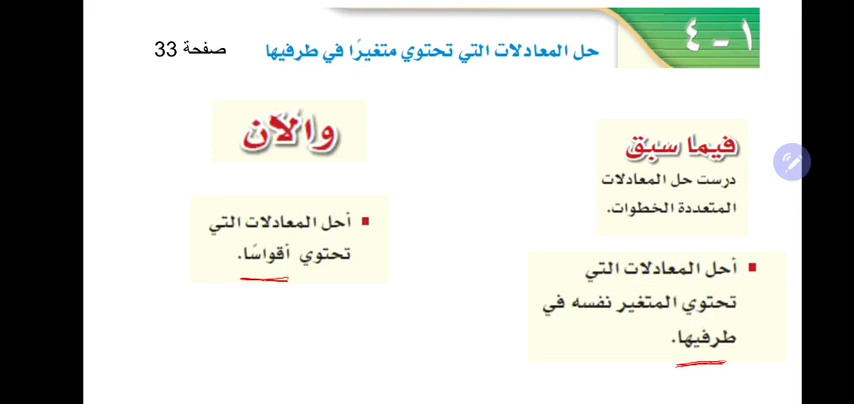 ١ - ٤
حل المعادلات التي تحتوي متغيرًا في طرفيها
صفحة 33
فيما سبق
درست حل المعادلات
المتعددة الخطوات.
أحل المعادلات التي
تحتوي المتغير نفسه في
طرفيها.
والآن
أحل المعادلات التي
تحتوي أقواسًا.